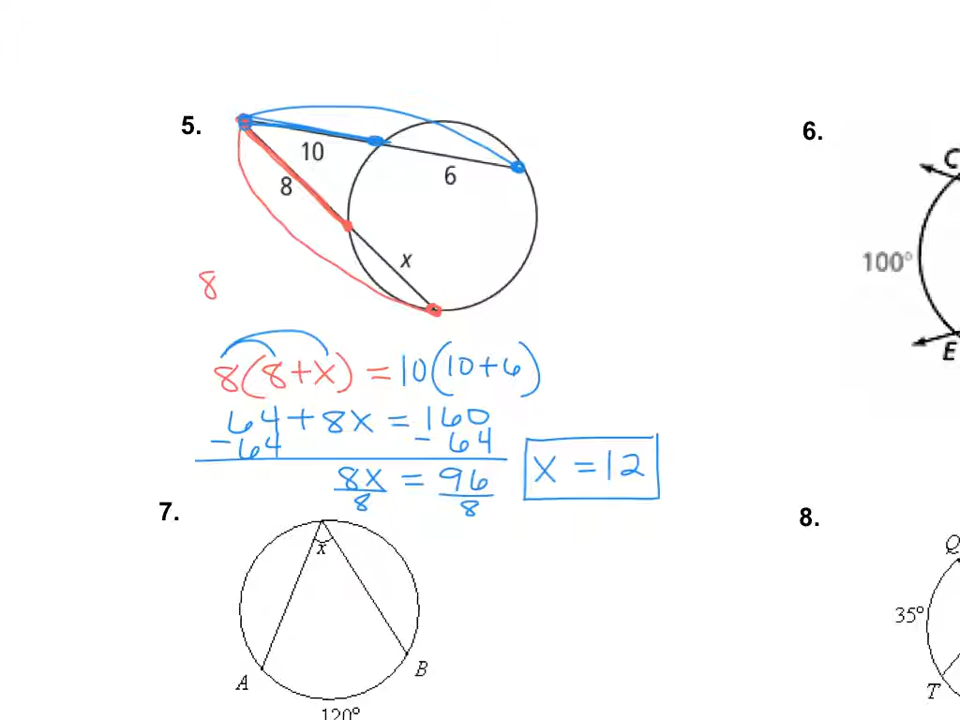 5.
6.
10
6
8
x
8
C
100°
E
8(8+x) = 10(10+6)
64 + 8x = 160
-64 - 64
8x = 96
8 8
x = 12
7.
8.
x
A
B
120°
Q
35°
T